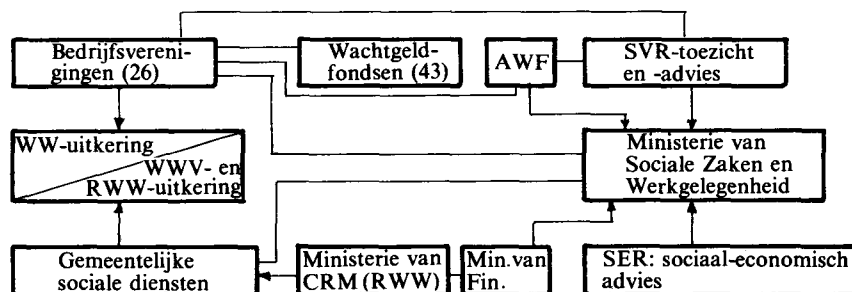 Bedrijfsvereni-
gingen (26)
Wachtgeld-
fondsen (43)
AWF
SVR-toezicht
en -advies
WW-uitkering
WWV- en
RWW-uitkering
Ministerie van
Sociale Zaken en
Werkgelegenheid
Gemeentelijke
sociale diensten
Ministerie van
CRM (RWW)
Min.van
Fin.
SER: sociaal-economisch
advies